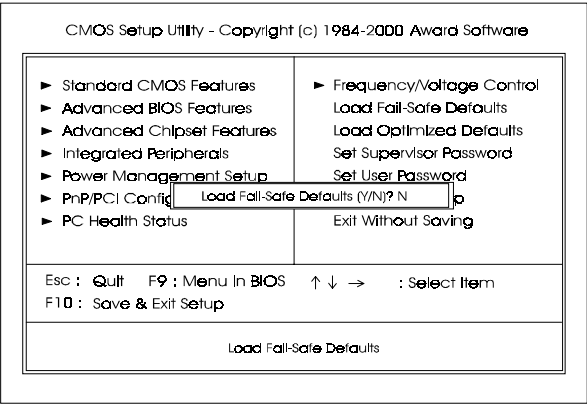 CMOS Setup Utility - Copyright (c) 1984-2000 Award Software
► Standard CMOS Features
► Advanced BIOS Features
► Advanced Chipset Features
► Integrated Peripherals
► Power Management Setup
► PnP/PCI Config
► PC Health Status
► Frequency/Voltage Control
Load Fail-Safe Defaults
Load Optimized Defaults
Set Supervisor Password
Set User Password
p
Exit Without Saving
Load Fail-Safe Defaults (Y/N)? N
Esc : Quit F9 : Menu in BIOS ↑ ↓ → : Select Item
F10 : Save & Exit Setup
Load Fail-Safe Defaults